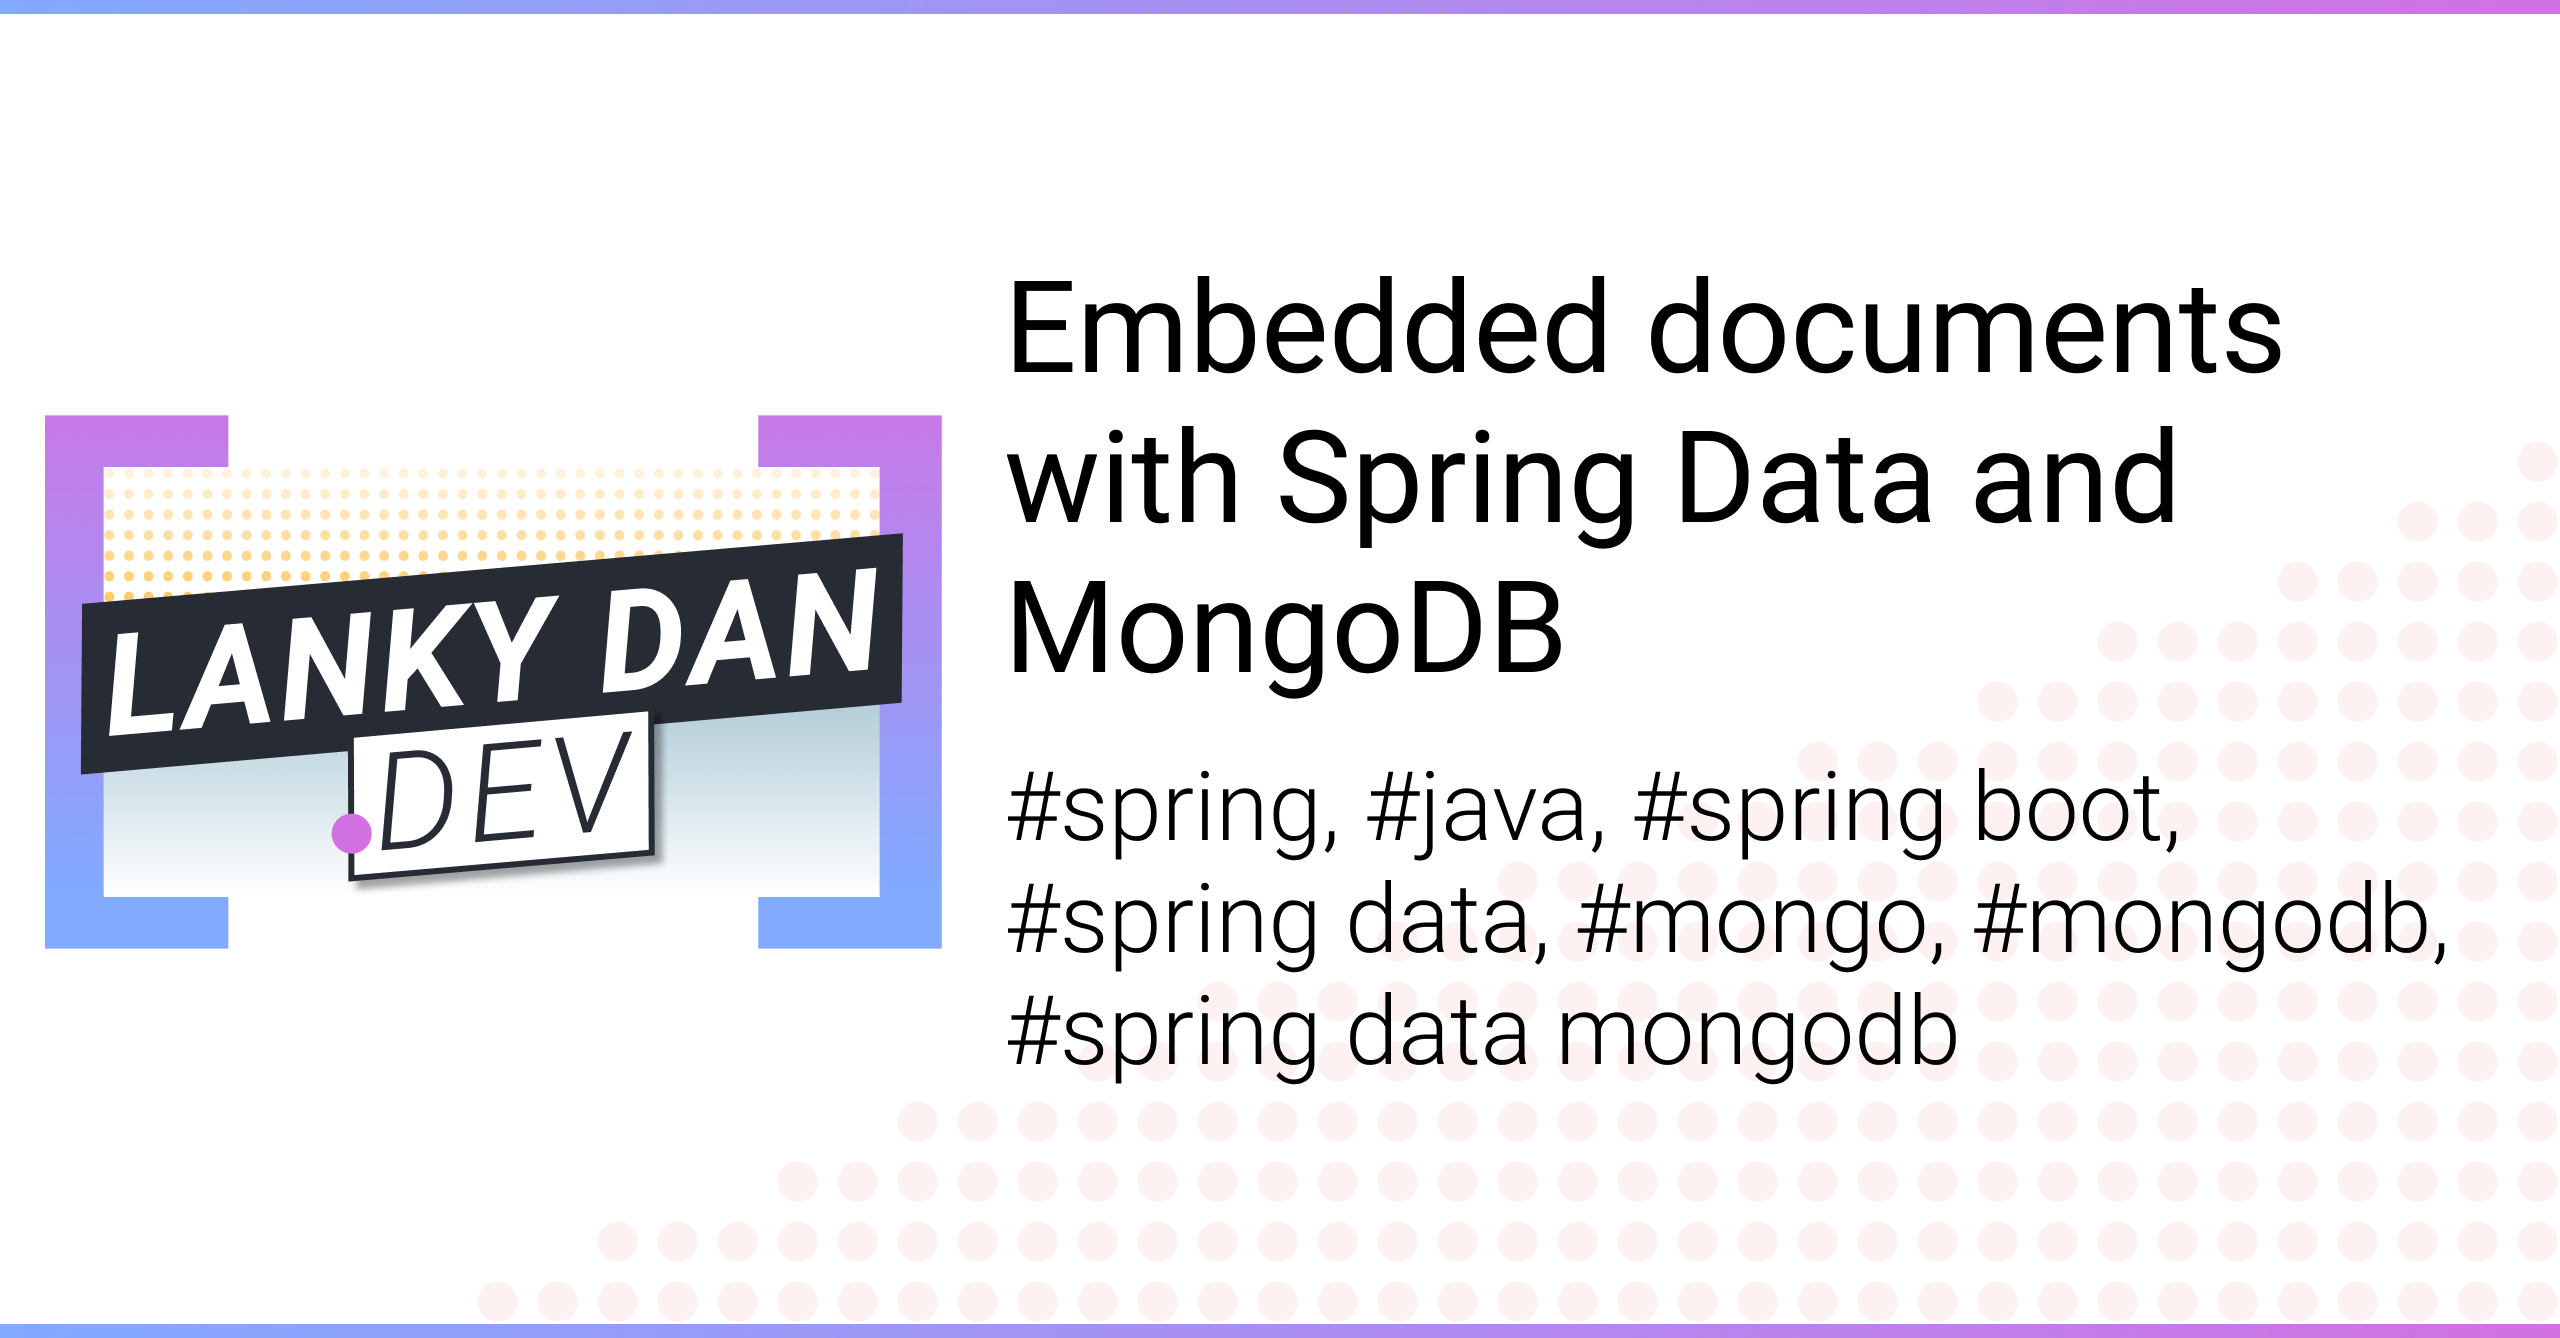 LANKY DAN
.DEV
Embedded documents
with Spring Data and
MongoDB
#spring, #java, #spring boot,
#spring data, #mongo, #mongodb,
#spring data mongodb